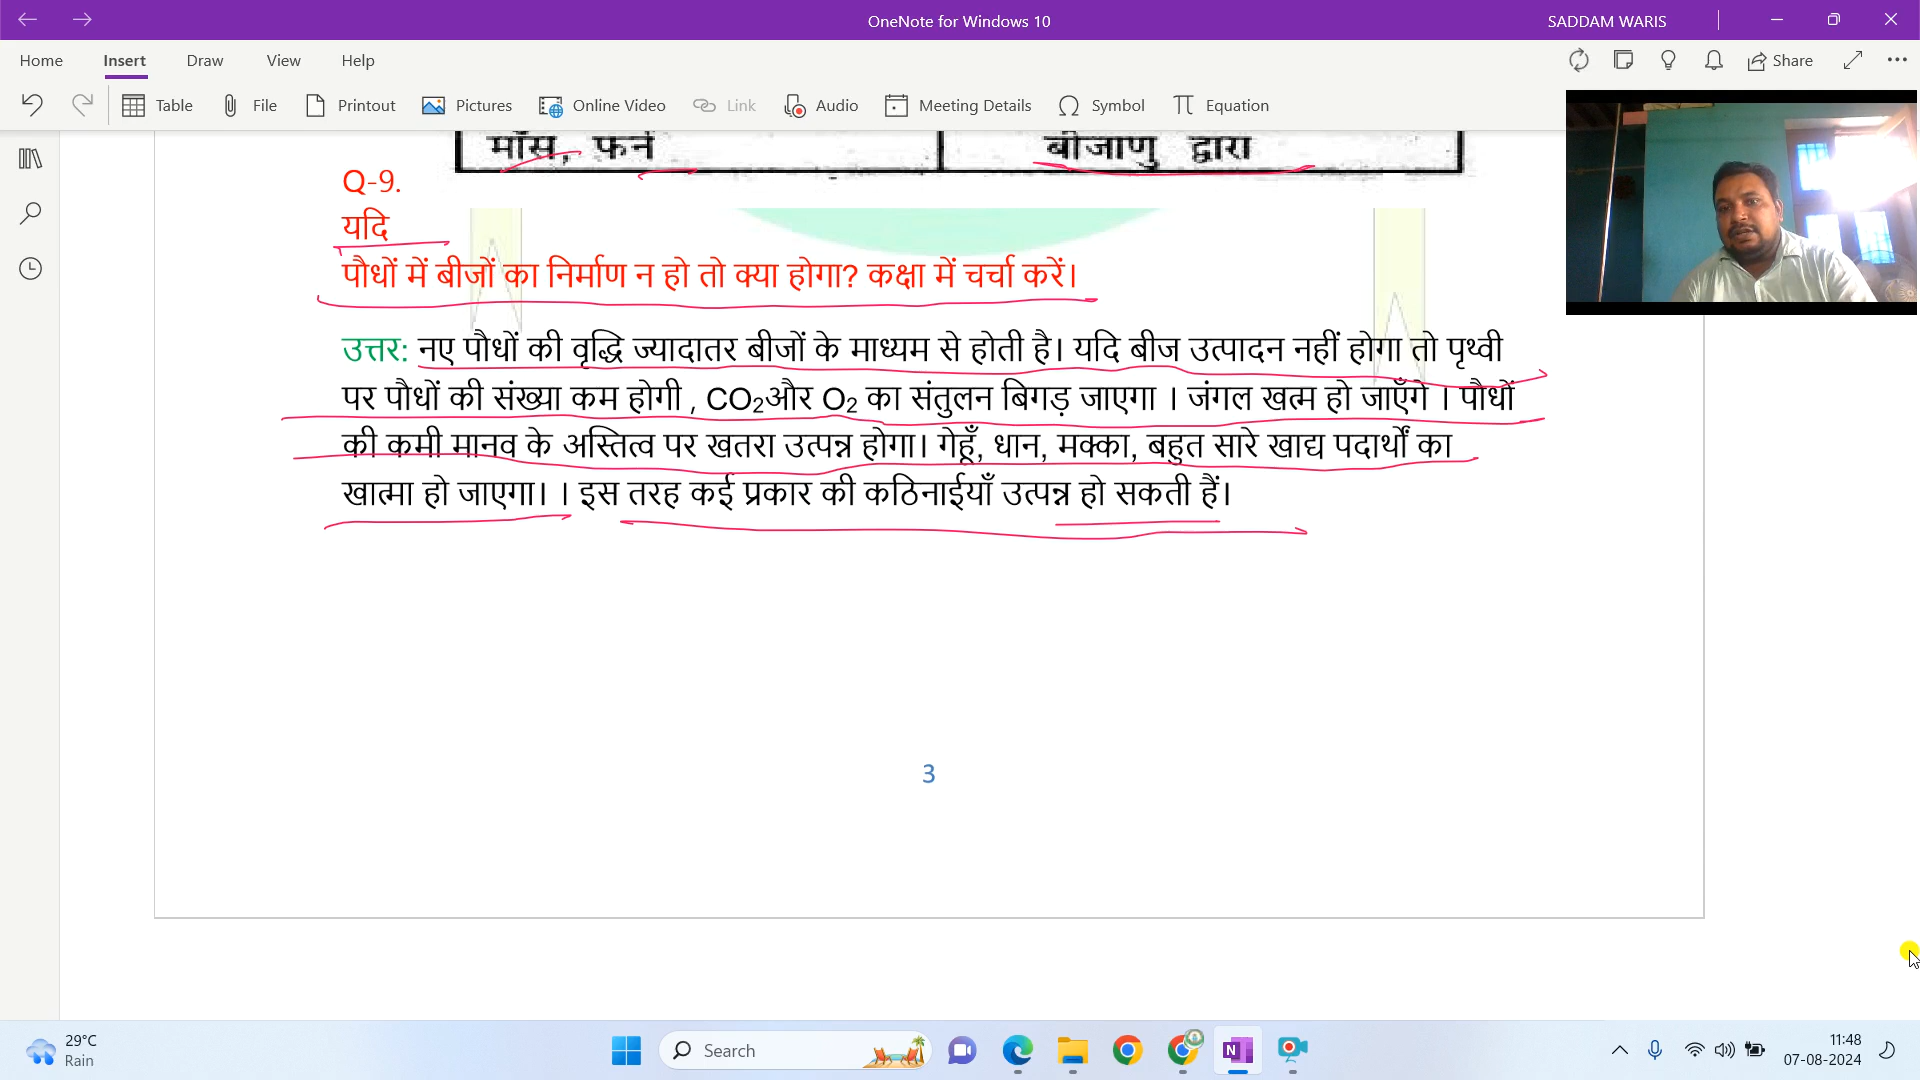 OneNote for Windows 10
SADDAM WARIS
Home Insert Draw View Help
Share
Table File Printout Pictures Online Video Link Audio Meeting Details Symbol Equation
मॉस, फर्न बीजाणु द्वारा
Q-9.
यदि
पौधों में बीजों का निर्माण न हो तो क्या होगा? कक्षा में चर्चा करें।
उत्तर: नए पौधों की वृद्धि ज्यादातर बीजों के माध्यम से होती है। यदि बीज उत्पादन नहीं होगा तो पृथ्वी
पर पौधों की संख्या कम होगी , CO₂और O₂ का संतुलन बिगड़ जाएगा । जंगल खत्म हो जाएँगे । पौधों
की कमी मानव के अस्तित्व पर खतरा उत्पन्न होगा। गेहूँ, धान, मक्का, बहुत सारे खाद्य पदार्थों का
खात्मा हो जाएगा। । इस तरह कई प्रकार की कठिनाईयाँ उत्पन्न हो सकती हैं।
3
29°C
Rain
Search
11:48
07-08-2024